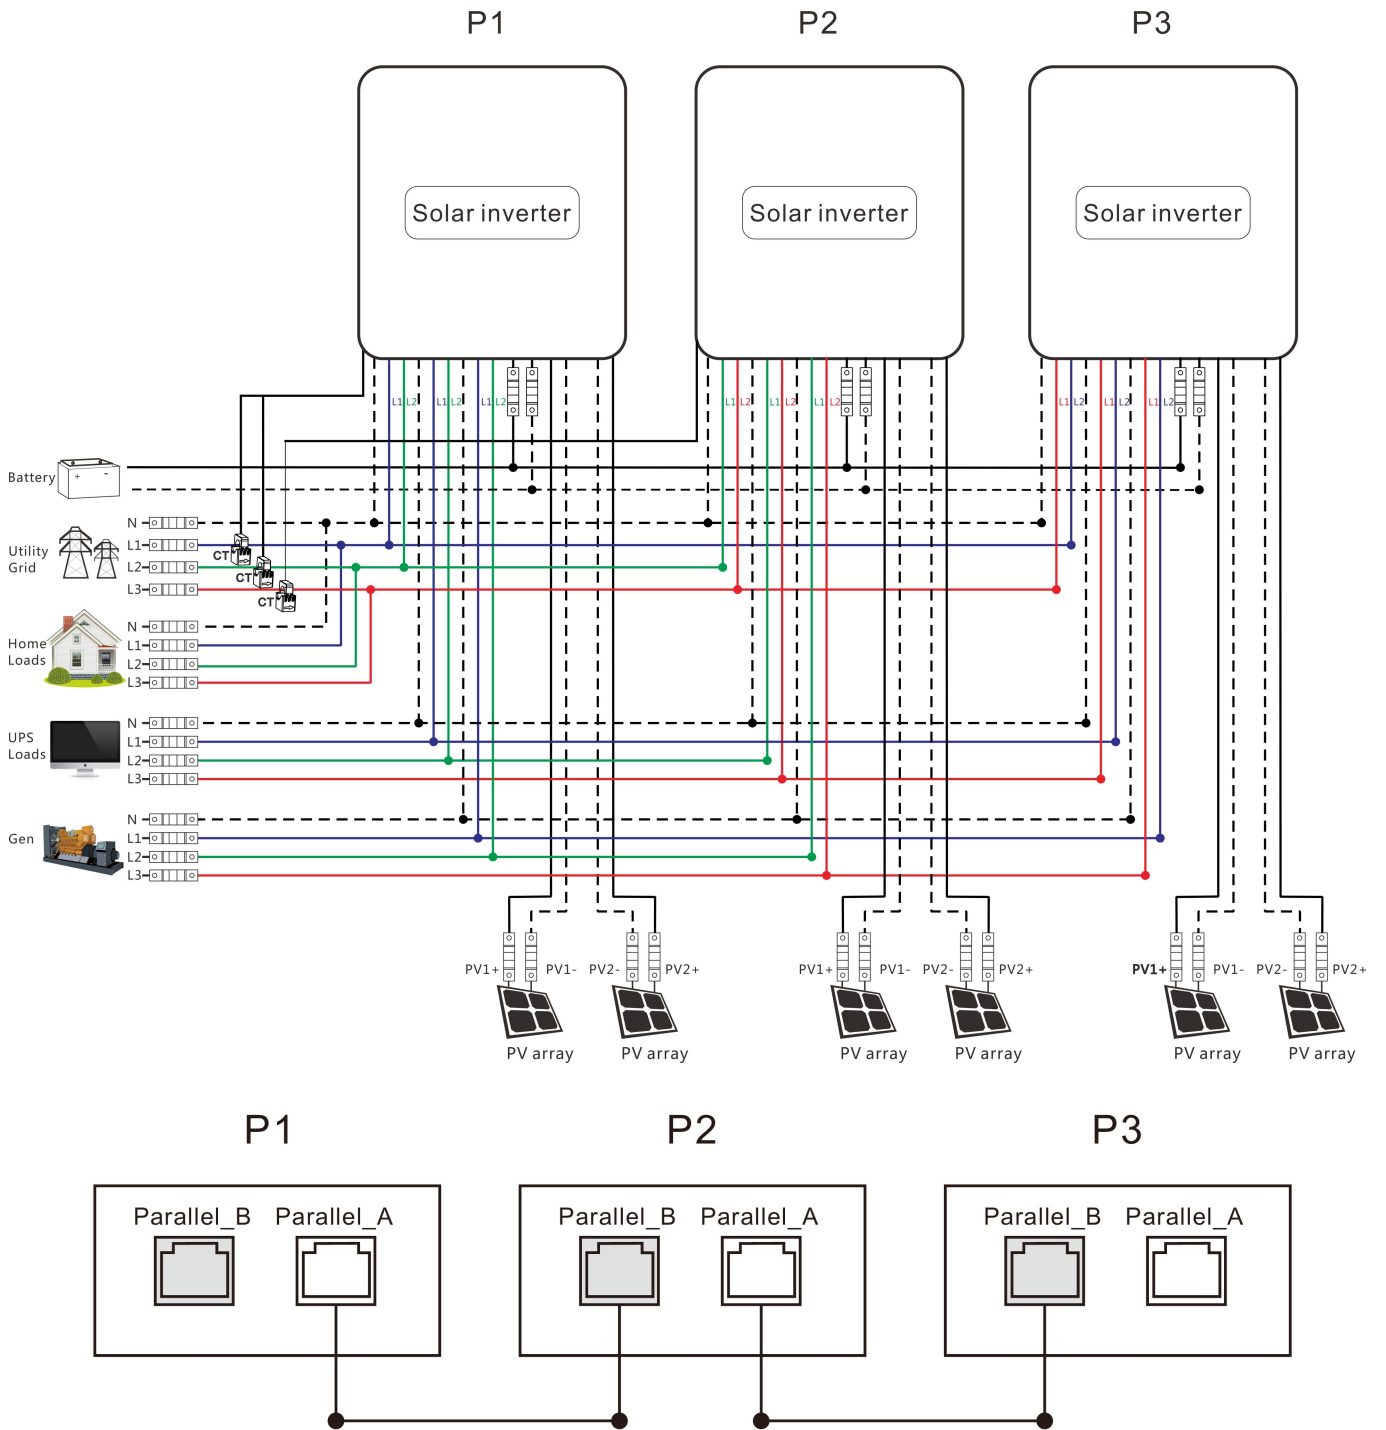 P1 P2 P3
Solar inverter Solar inverter Solar inverter
L1 L2 L1 L2 L1 L2 L1 L2 L1 L2 L1 L2 L1 L2 L1 L2 L1 L2
Battery + -
N
L1
Utility
Grid
L2
L3
CT
CT
CT
N
Home
Loads
L1
L2
L3
N
UPS
Loads
L1
L2
L3
N
Gen
L1
L2
L3
PV1+ PV1- PV2- PV2+ PV1+ PV1- PV2- PV2+ PV1+ PV1- PV2- PV2+
PV array PV array PV array PV array PV array PV array
P1 P2 P3
Parallel_B Parallel_A Parallel_B Parallel_A Parallel_B Parallel_A